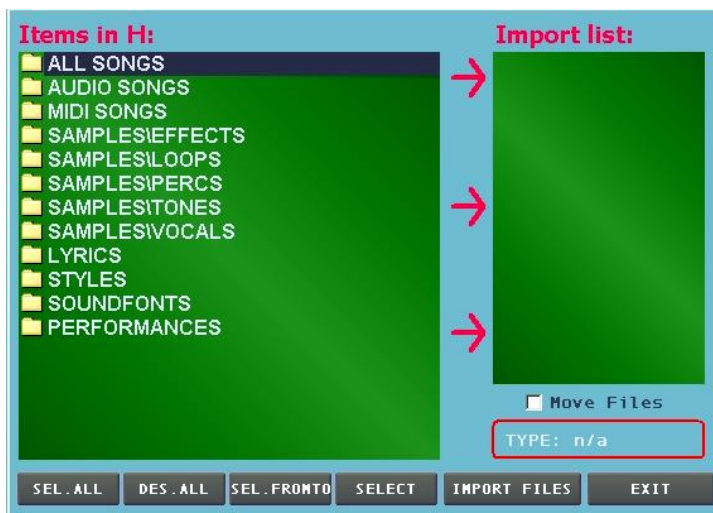 Items in H:
ALL SONGS
AUDIO SONGS
MIDI SONGS
SAMPLES\EFFECTS
SAMPLES\LOOPS
SAMPLES\PERCS
SAMPLES\TONES
SAMPLES\VOCALS
LYRICS
STYLES
SOUNDFONTS
PERFORMANCES
Import list:
Move Files
TYPE: n/a
SEL.ALL DES.ALL SEL.FROMTO SELECT IMPORT FILES EXIT